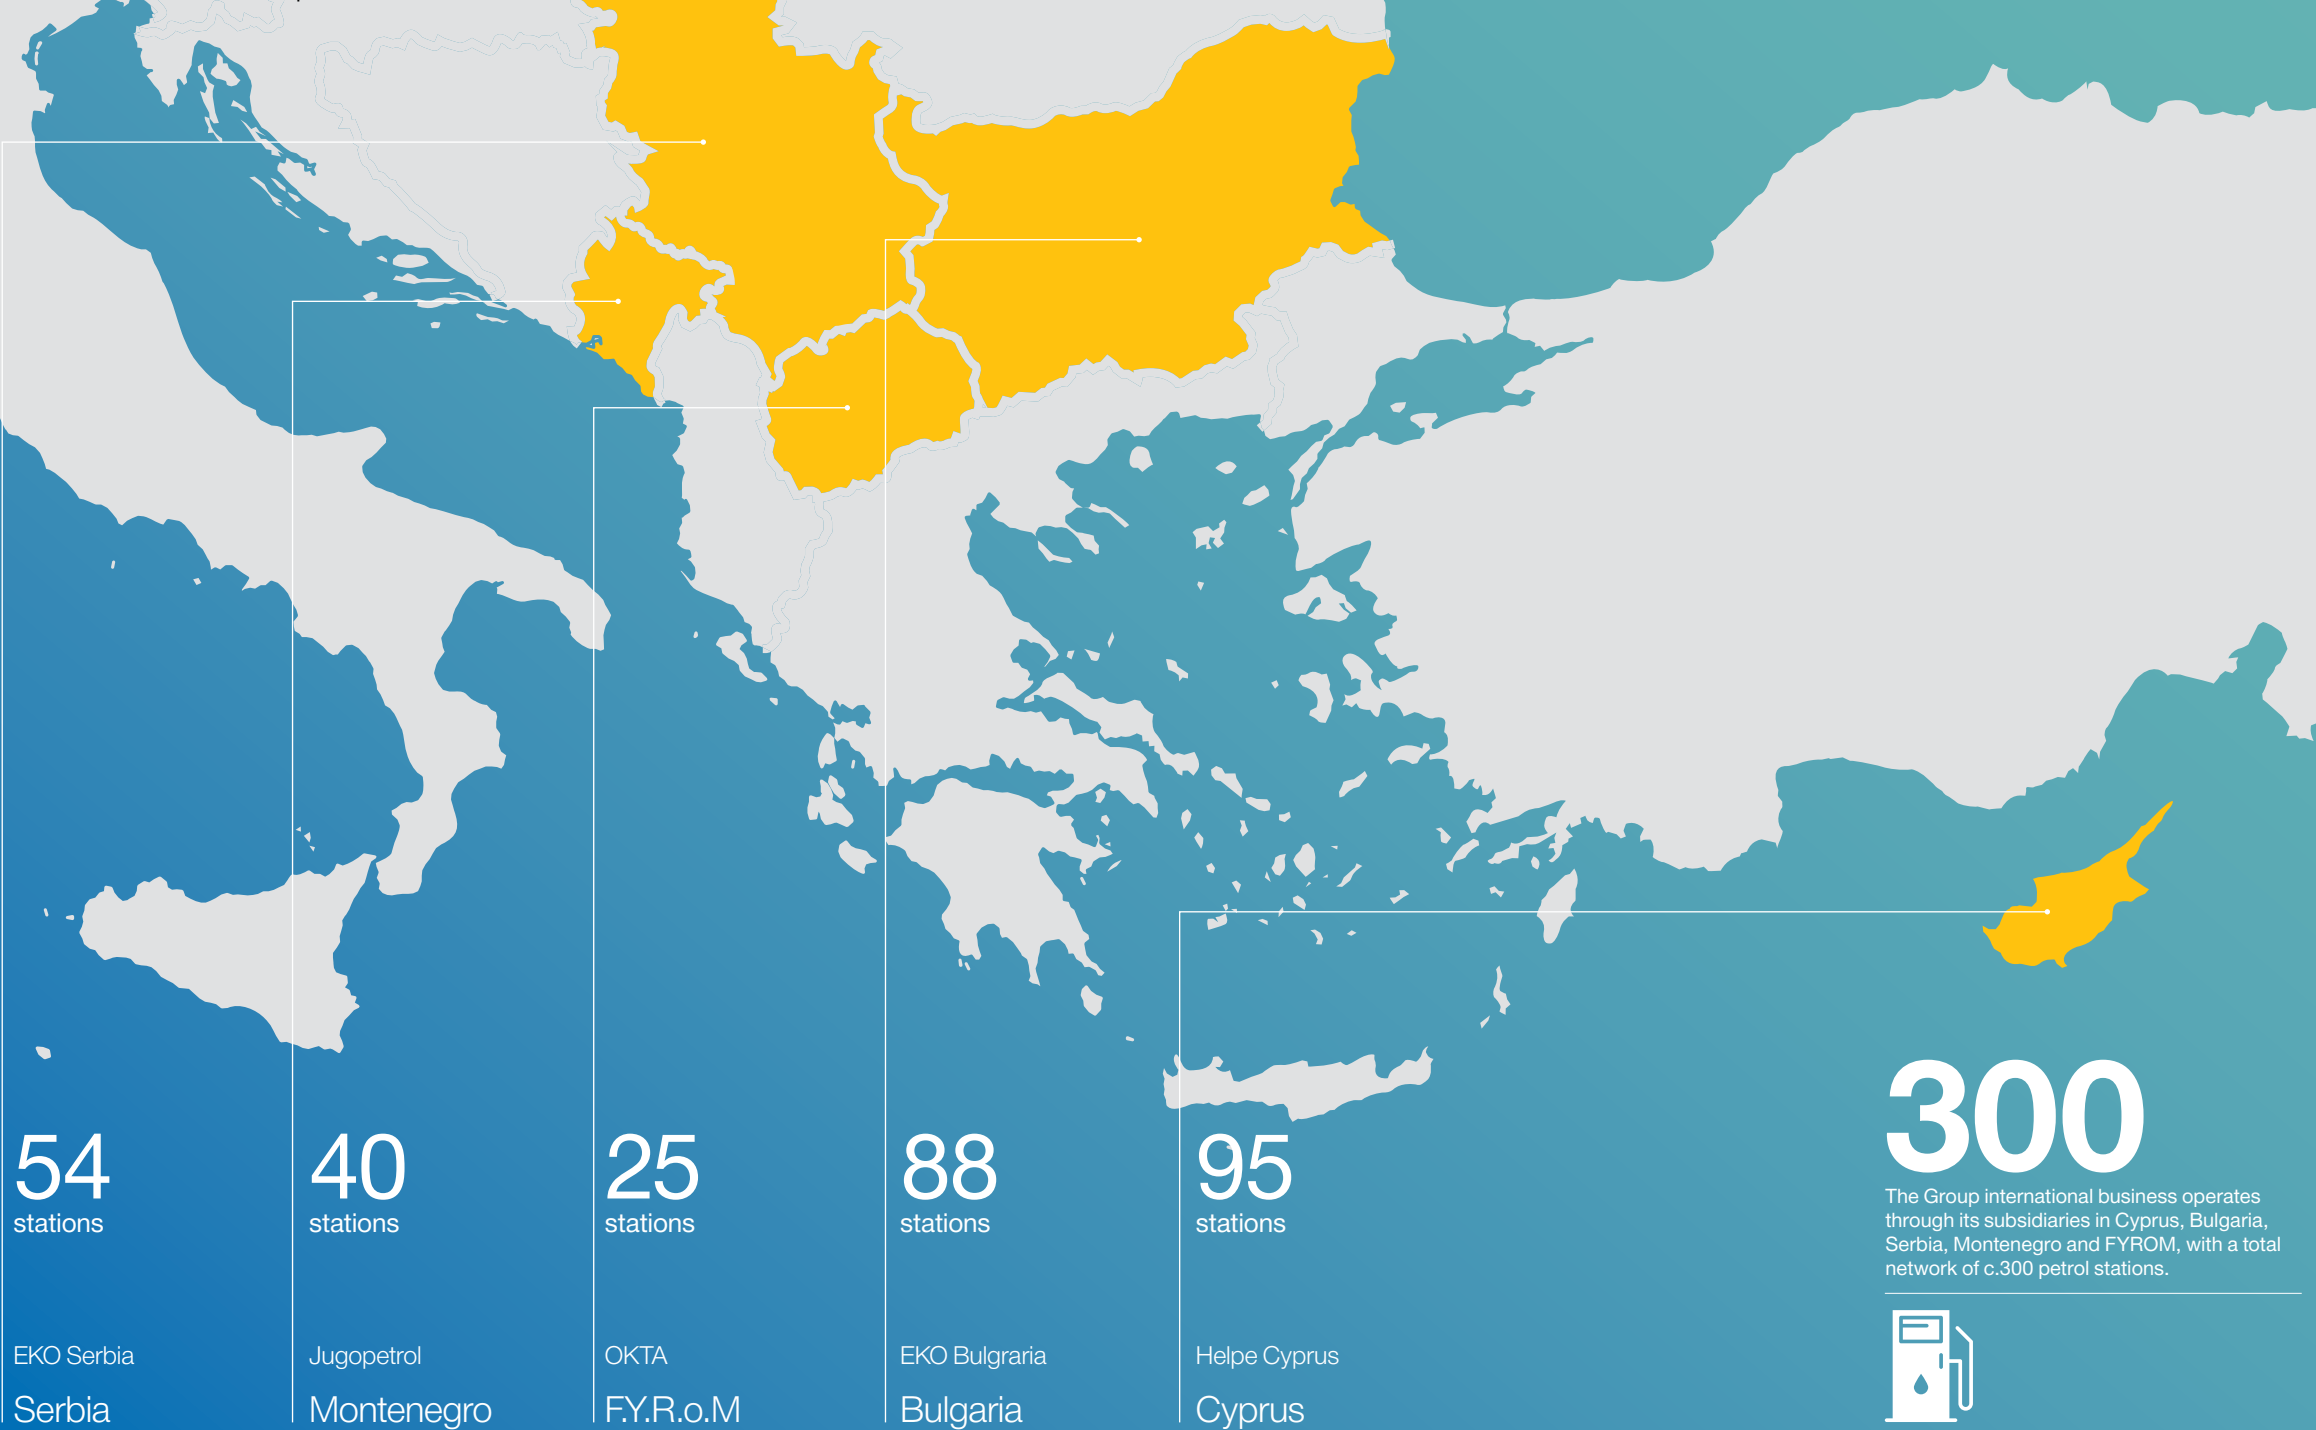 54
stations
EKO Serbia
Serbia
40
stations
Jugopetrol
Montenegro
25
stations
OKTA
F.Y.R.o.M
88
stations
EKO Bulgraria
Bulgaria
95
stations
Helpe Cyprus
Cyprus
300
The Group international business operates
through its subsidiaries in Cyprus, Bulgaria,
Serbia, Montenegro and FYROM, with a total
network of c.300 petrol stations.